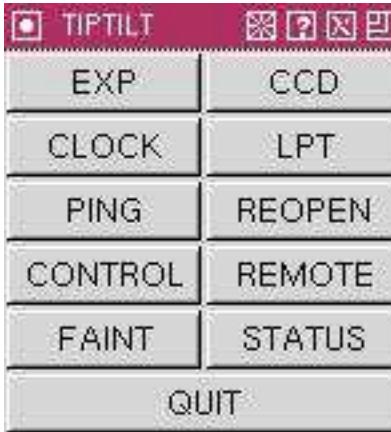 TIPTILT
EXP CCD
CLOCK LPT
PING REOPEN
CONTROL REMOTE
FAINT STATUS
QUIT